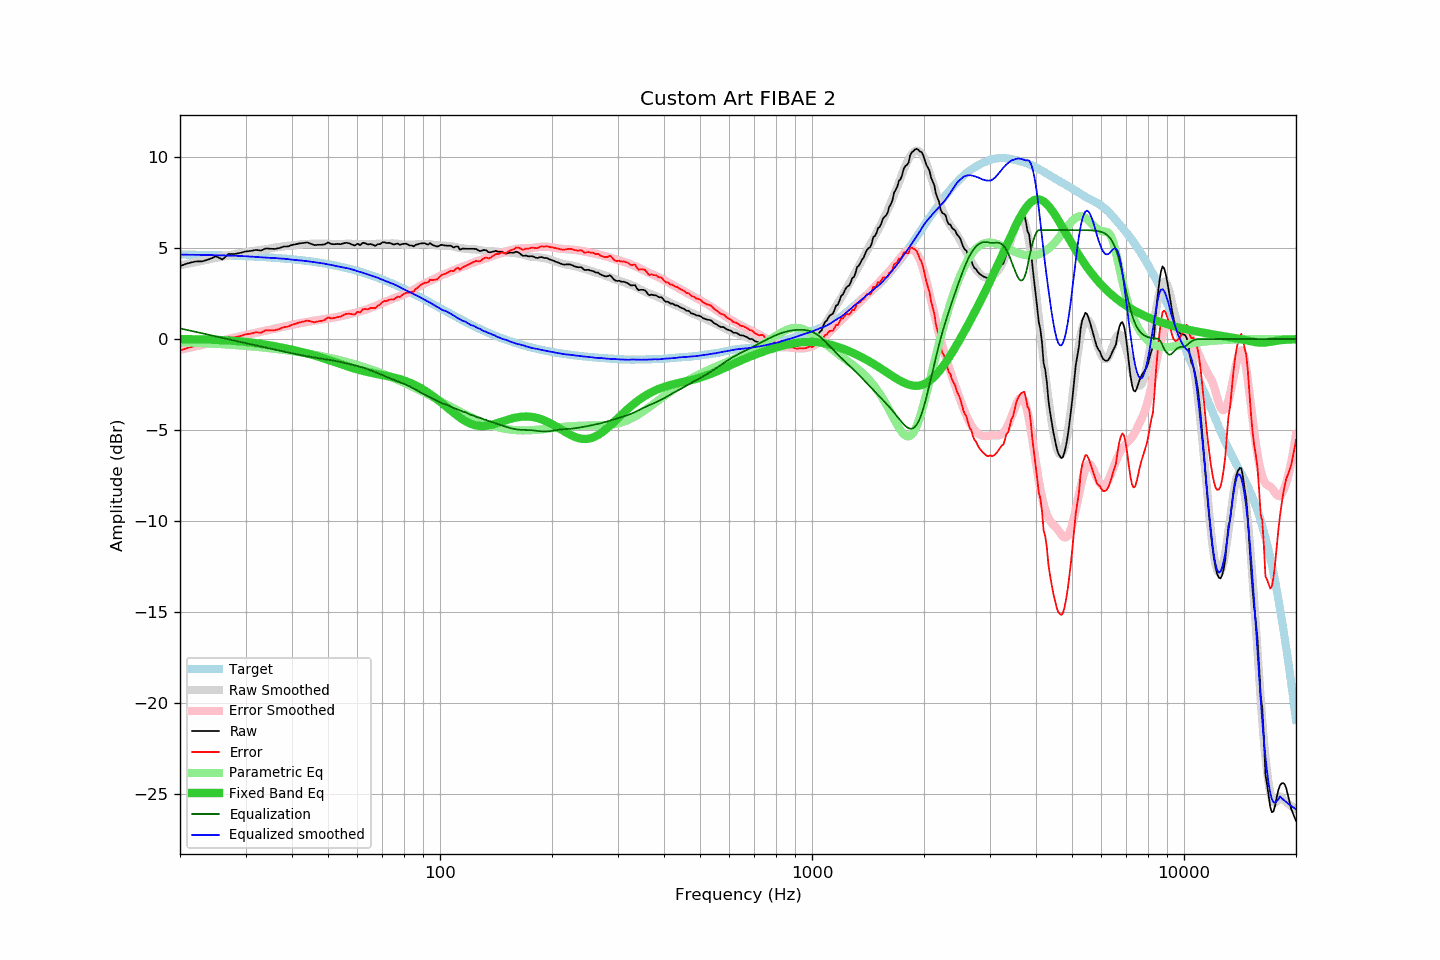 Custom Art FIBAE 2
10
5
0
−5
−10
−15
−20
−25
Amplitude (dBr)
Target
Raw Smoothed
Error Smoothed
Raw
Error
Parametric Eq
Fixed Band Eq
Equalization
Equalized smoothed
100 1000 10000
Frequency (Hz)